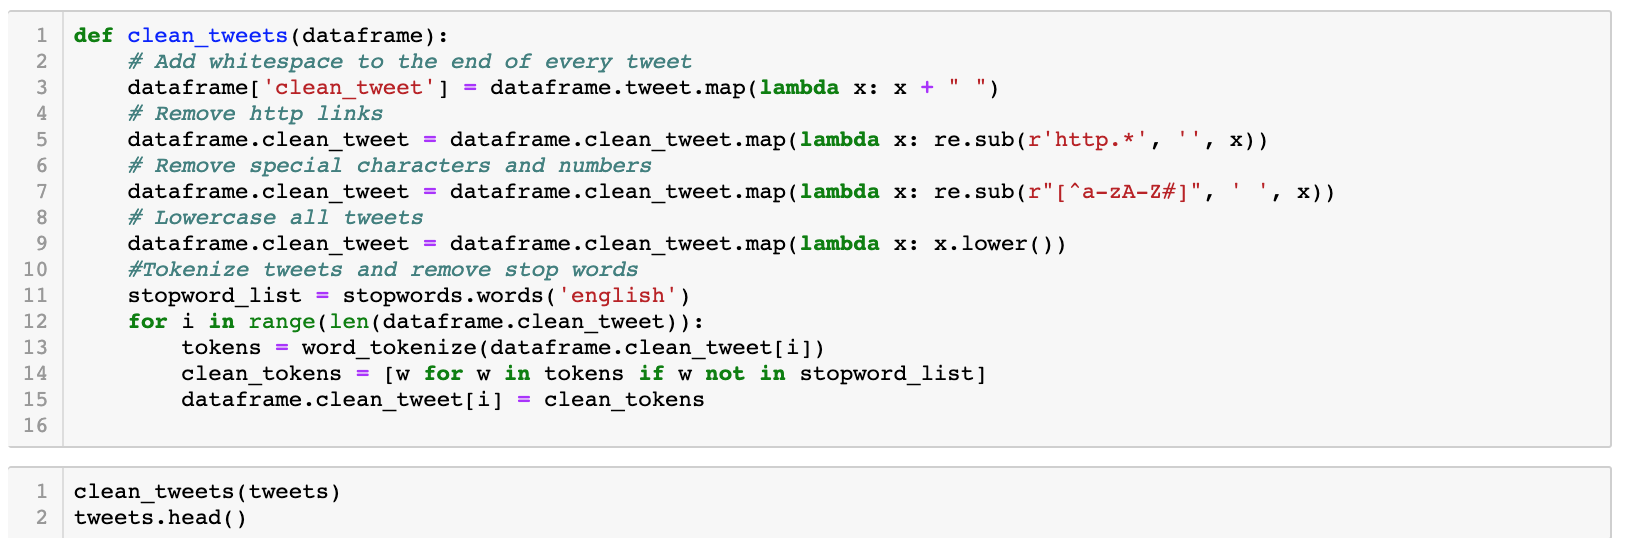 1 def clean_tweets(dataframe):
2     # Add whitespace to the end of every tweet
3     dataframe['clean_tweet'] = dataframe.tweet.map(lambda x: x + " ")
4     # Remove http links
5     dataframe.clean_tweet = dataframe.clean_tweet.map(lambda x: re.sub(r'http.*', '', x))
6     # Remove special characters and numbers
7     dataframe.clean_tweet = dataframe.clean_tweet.map(lambda x: re.sub(r"[^a-zA-Z#]", ' ', x))
8     # Lowercase all tweets
9     dataframe.clean_tweet = dataframe.clean_tweet.map(lambda x: x.lower())
10     #Tokenize tweets and remove stop words
11     stopword_list = stopwords.words('english')
12     for i in range(len(dataframe.clean_tweet)):
13         tokens = word_tokenize(dataframe.clean_tweet[i])
14         clean_tokens = [w for w in tokens if w not in stopword_list]
15         dataframe.clean_tweet[i] = clean_tokens
16
1 clean_tweets(tweets)
2 tweets.head()